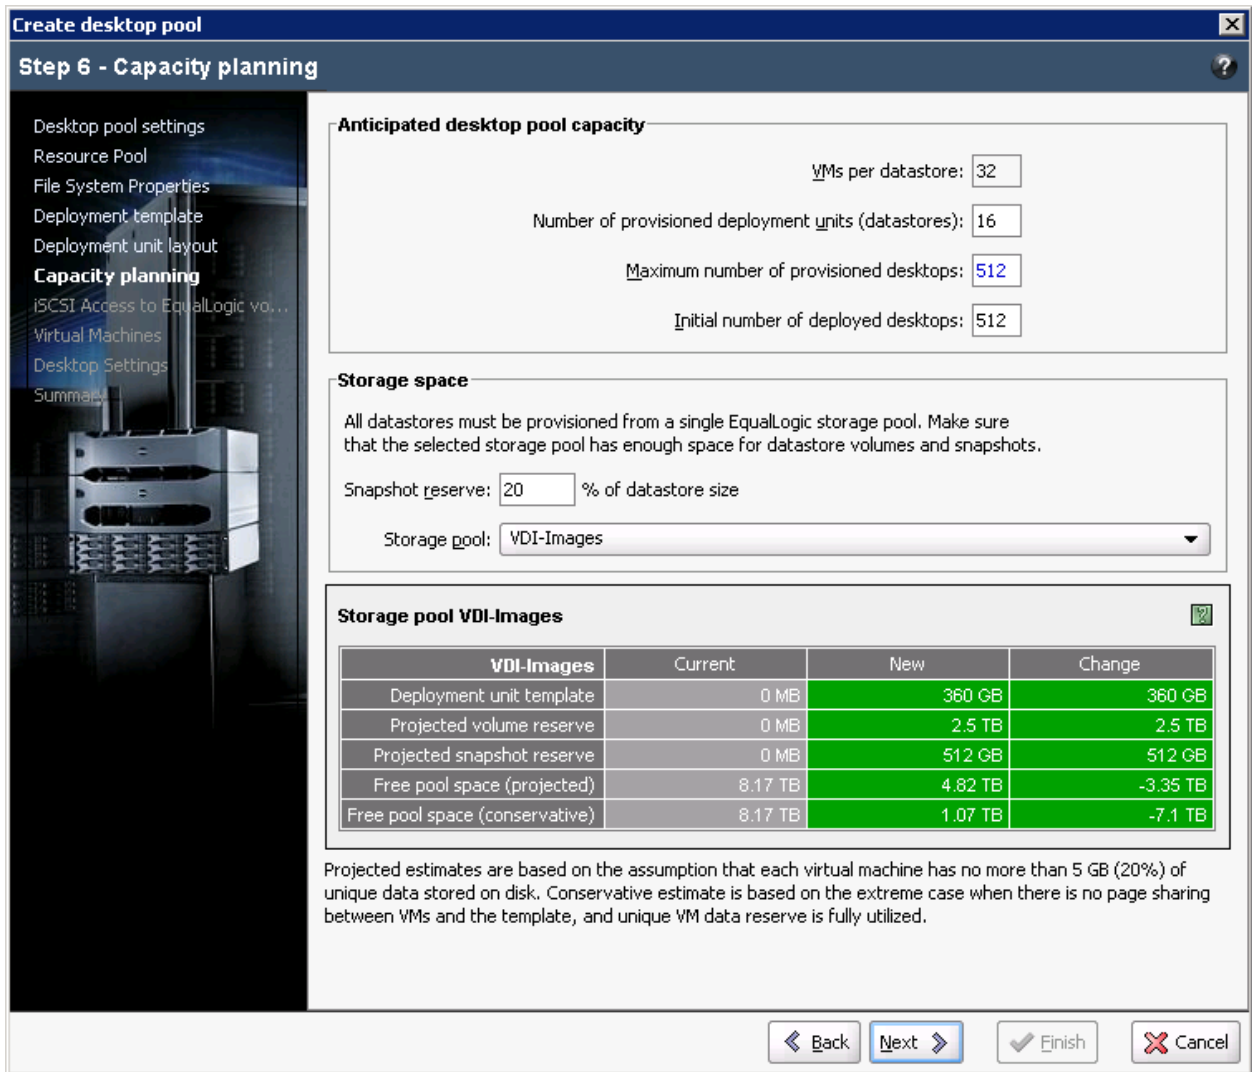 Create desktop pool
Step 6 - Capacity planning
Desktop pool settings
Resource Pool
File System Properties
Deployment template
Deployment unit layout
Capacity planning
iSCSI Access to EqualLogic vo...
Virtual Machines
Desktop Settings
Summary
Anticipated desktop pool capacity
VMs per datastore: 32
Number of provisioned deployment units (datastores): 16
Maximum number of provisioned desktops: 512
Initial number of deployed desktops: 512
Storage space
All datastores must be provisioned from a single EqualLogic storage pool. Make sure
that the selected storage pool has enough space for datastore volumes and snapshots.
Snapshot reserve: 20 % of datastore size
Storage pool: VDI-Images
Storage pool VDI-Images
VDI-Images Current New Change
Deployment unit template 0 MB 360 GB 360 GB
Projected volume reserve 0 MB 2.5 TB 2.5 TB
Projected snapshot reserve 0 MB 512 GB 512 GB
Free pool space (projected) 8.17 TB 4.82 TB -3.35 TB
Free pool space (conservative) 8.17 TB 1.07 TB -7.1 TB
Projected estimates are based on the assumption that each virtual machine has no more than 5 GB (20%) of
unique data stored on disk. Conservative estimate is based on the extreme case when there is no page sharing
between VMs and the template, and unique VM data reserve is fully utilized.
Back Next Finish Cancel